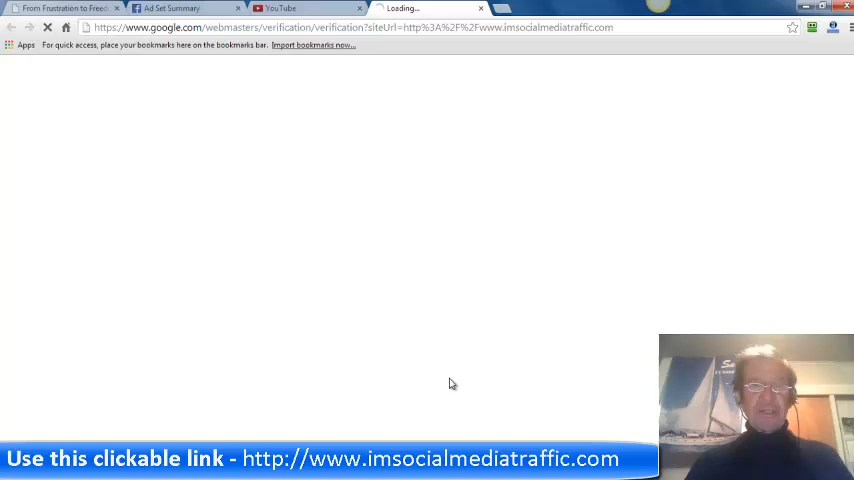 From Frustration to Freed
Ad Set Summary
YouTube
Loading...
https://www.google.com/webmasters/verification/verification?siteUrl=http%3A%2F%2Fwww.imsocialmediatraffic.com
Apps For quick access, place your bookmarks here on the bookmarks bar. Import bookmarks now...
Use this clickable link - http://www.imsocialmediatraffic.com